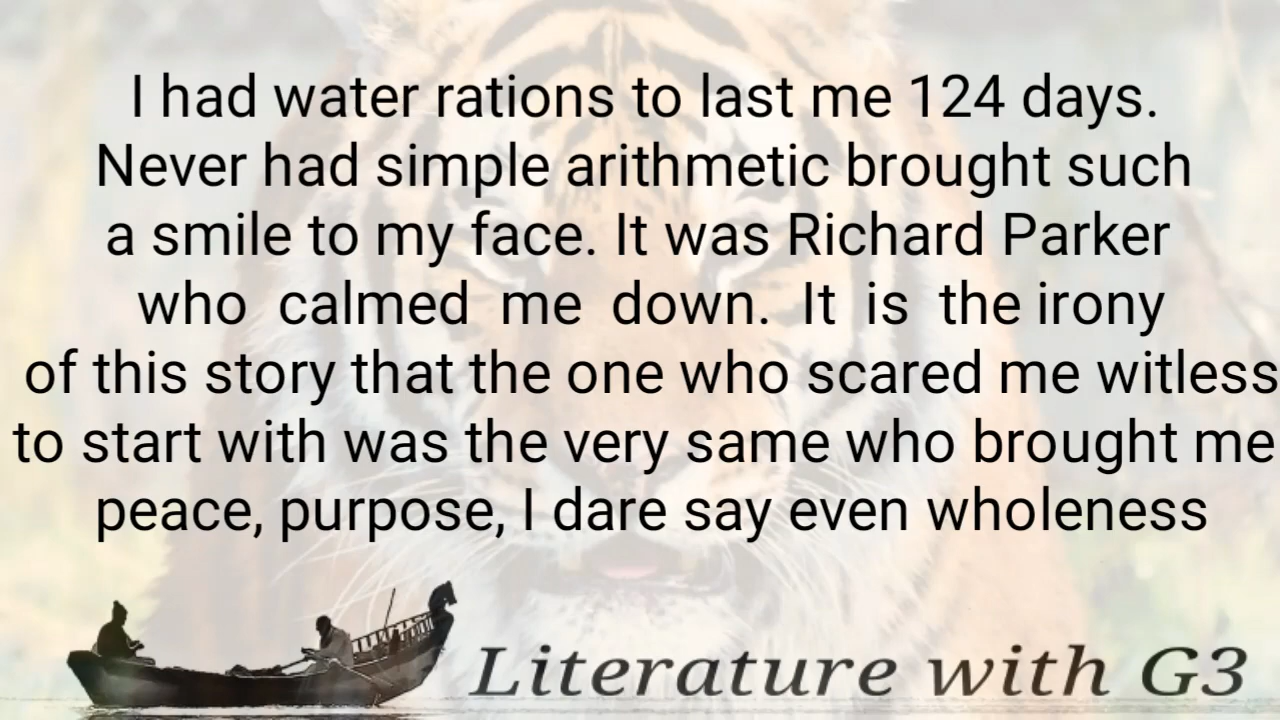 I had water rations to last me 124 days.
Never had simple arithmetic brought such
a smile to my face. It was Richard Parker
who calmed me down. It is the irony
of this story that the one who scared me witless
to start with was the very same who brought me
peace, purpose, I dare say even wholeness
Literature with G3